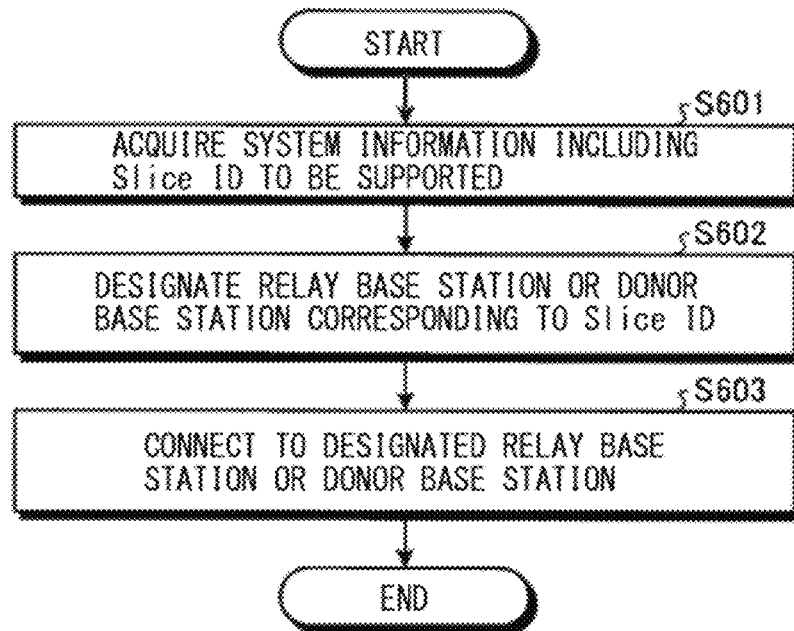 START
S601
ACQUIRE SYSTEM INFORMATION INCLUDING
Slice ID TO BE SUPPORTED
S602
DESIGNATE RELAY BASE STATION OR DONOR
BASE STATION CORRESPONDING TO Slice ID
S603
CONNECT TO DESIGNATED RELAY BASE
STATION OR DONOR BASE STATION
END